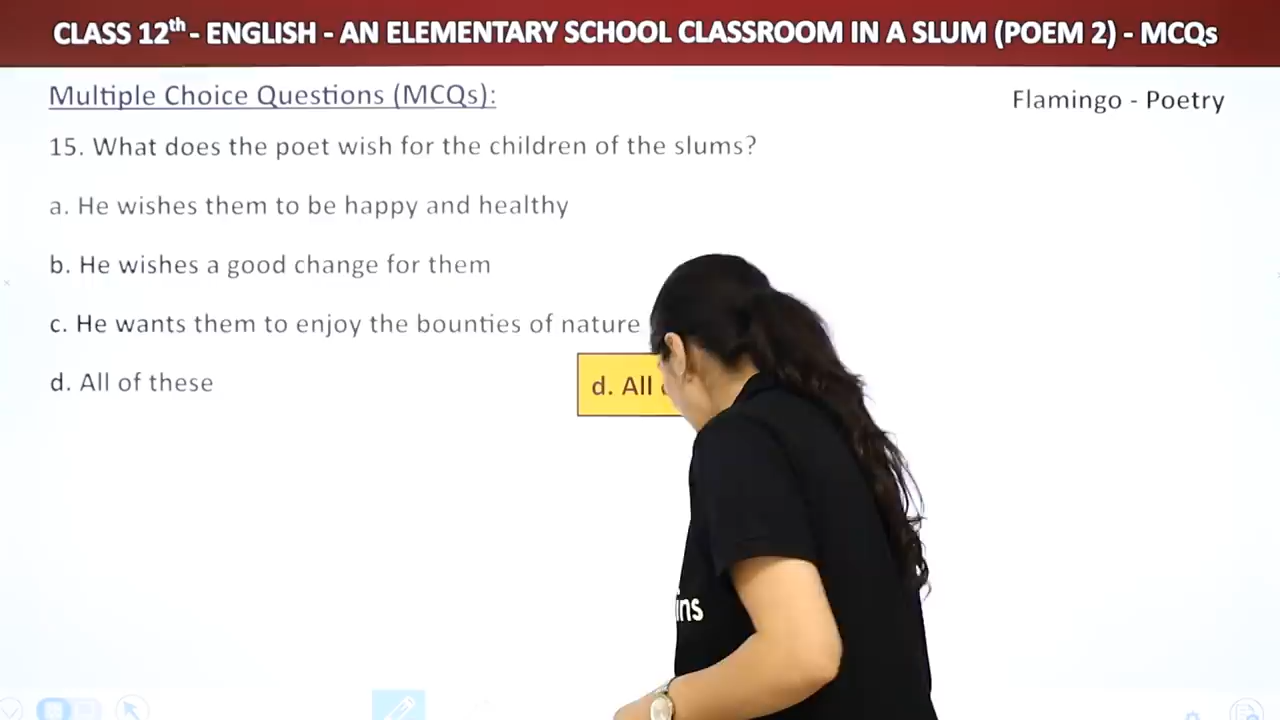 CLASS 12th - ENGLISH - AN ELEMENTARY SCHOOL CLASSROOM IN A SLUM (POEM 2) - MCQs
Multiple Choice Questions (MCQs):
Flamingo - Poetry
15. What does the poet wish for the children of the slums?
a. He wishes them to be happy and healthy
b. He wishes a good change for them
c. He wants them to enjoy the bounties of nature
d. All of these
d. All